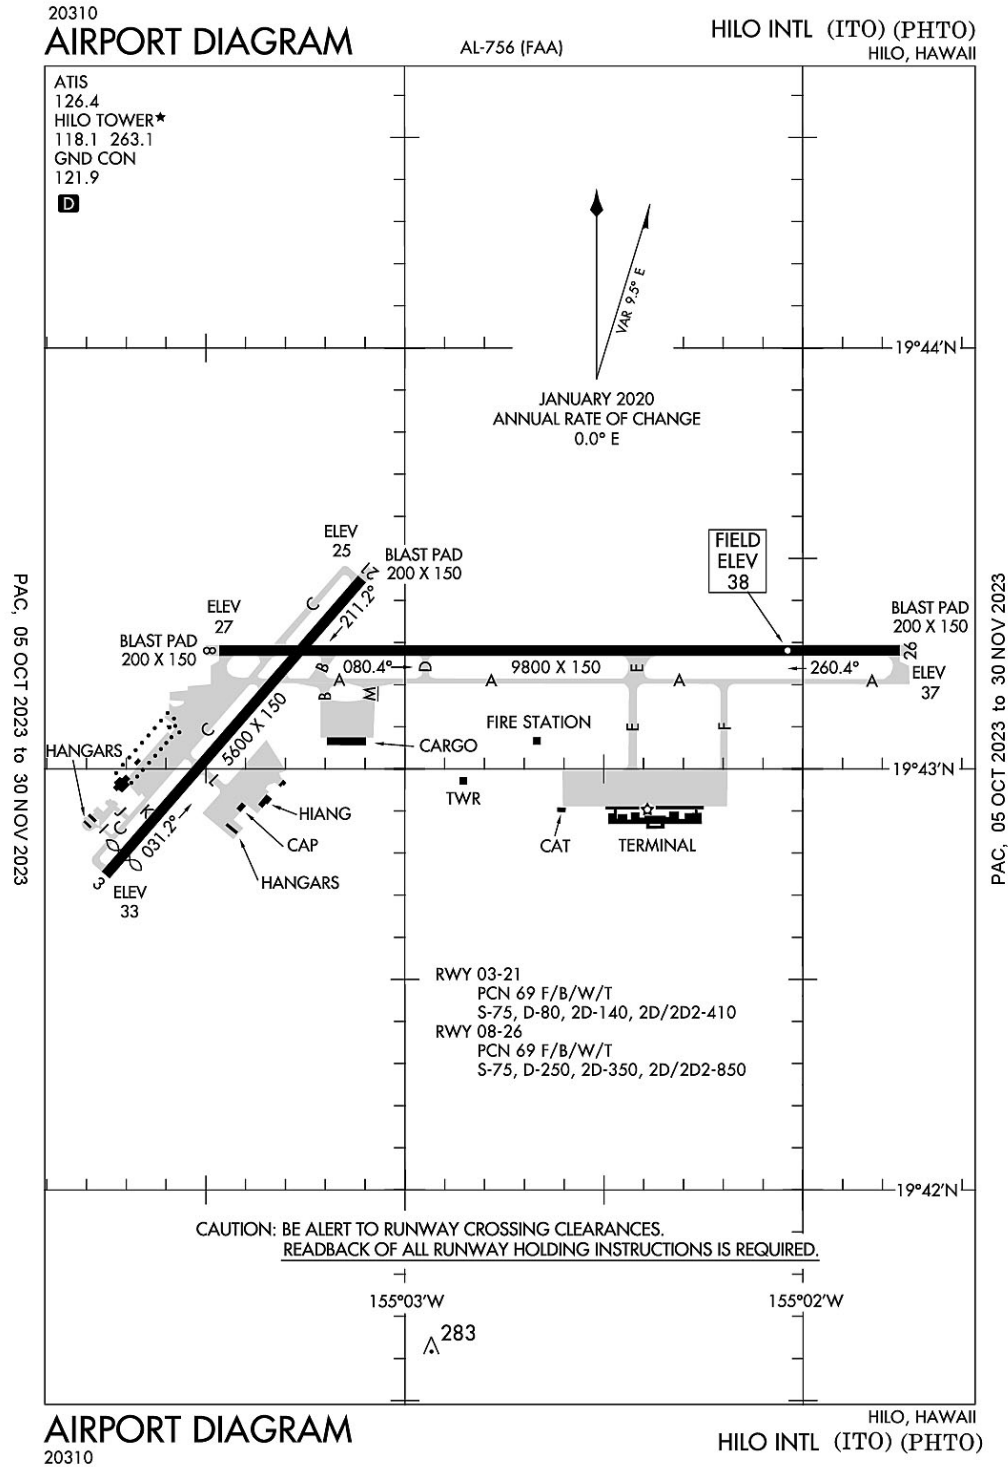 20310
AIRPORT DIAGRAM
AL-756 (FAA)
HILO INTL (ITO) (PHTO)
HILO, HAWAII
ATIS
126.4
HILO TOWER★
118.1 263.1
GND CON
121.9
D
VAR 9.5° E
19°44'N
JANUARY 2020
ANNUAL RATE OF CHANGE
0.0° E
ELEV
25
BLAST PAD
200 X 150
21
211.2°
C
FIELD
ELEV
38
ELEV
27
BLAST PAD
200 X 150
8
BLAST PAD
200 X 150
26
ELEV
37
B
080.4°
D
9800 X 150
E
260.4°
A
A
A
A
B
M
E
F
C
5600 X 150
FIRE STATION
CARGO
HANGARS
19°43'N
L
TWR
HIANG
CAP
HANGARS
CAT
TERMINAL
K
L
C
I
031.2°
3
ELEV
33
RWY 03-21
PCN 69 F/B/W/T
S-75, D-80, 2D-140, 2D/2D2-410
RWY 08-26
PCN 69 F/B/W/T
S-75, D-250, 2D-350, 2D/2D2-850
19°42'N
CAUTION: BE ALERT TO RUNWAY CROSSING CLEARANCES.
READBACK OF ALL RUNWAY HOLDING INSTRUCTIONS IS REQUIRED.
155°03'W
155°02'W
283
PAC, 05 OCT 2023 to 30 NOV 2023
PAC, 05 OCT 2023 to 30 NOV 2023
AIRPORT DIAGRAM
20310
HILO, HAWAII
HILO INTL (ITO) (PHTO)